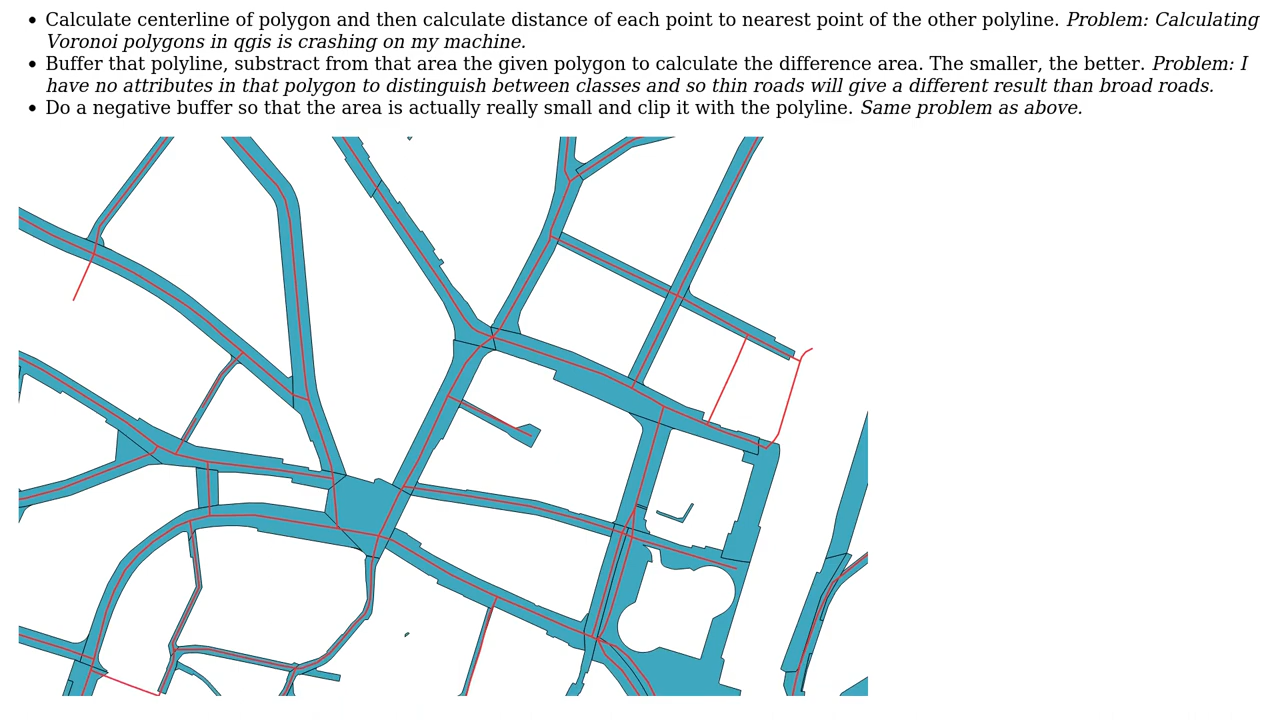 • Calculate centerline of polygon and then calculate distance of each point to nearest point of the other polyline. Problem: Calculating
Voronoi polygons in qgis is crashing on my machine.
• Buffer that polyline, substract from that area the given polygon to calculate the difference area. The smaller, the better. Problem: I
have no attributes in that polygon to distinguish between classes and so thin roads will give a different result than broad roads.
• Do a negative buffer so that the area is actually really small and clip it with the polyline. Same problem as above.